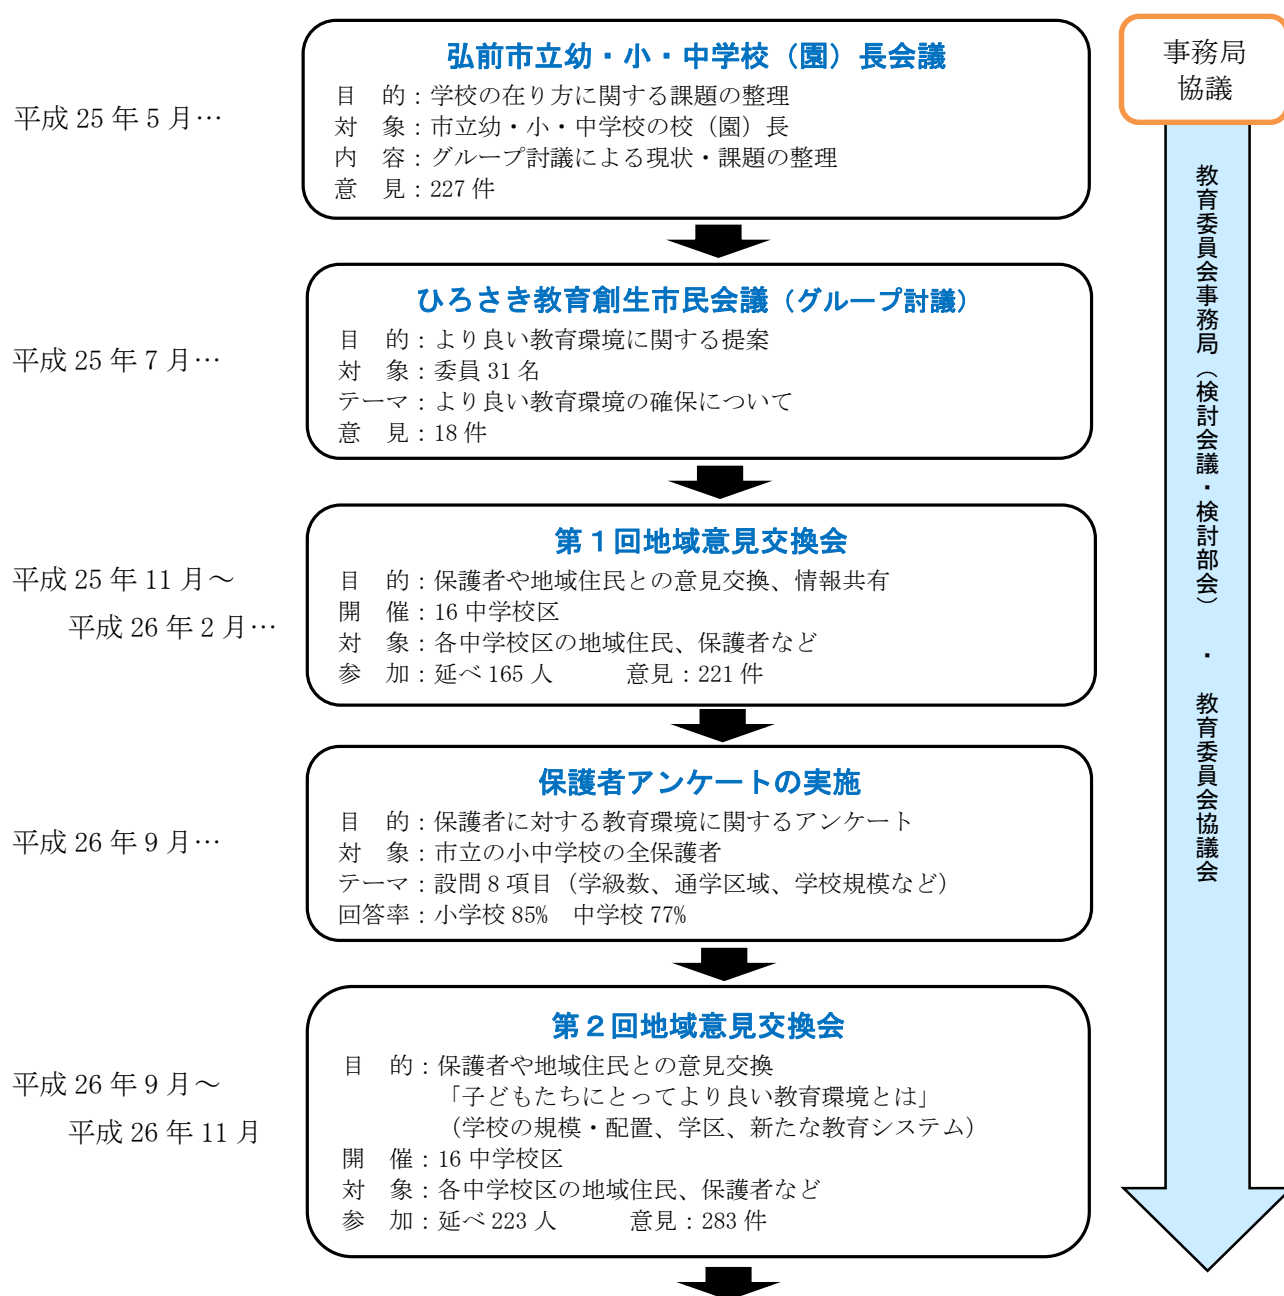 弘前市立幼・小・中学校（園）長会議
平成 25 年 5 月…
目　的：学校の在り方に関する課題の整理
対　象：市立幼・小・中学校の校（園）長
内　容：グループ討議による現状・課題の整理
意　見：227 件
ひろさき教育創生市民会議（グループ討議）
平成 25 年 7 月…
目　的：より良い教育環境に関する提案
対　象：委員 31 名
テーマ：より良い教育環境の確保について
意　見：18 件
第１回地域意見交換会
平成 25 年 11 月～
平成 26 年 2 月…
目　的：保護者や地域住民との意見交換、情報共有
開　催：16 中学校区
対　象：各中学校区の地域住民、保護者など
参　加：延べ 165 人　　　意見：221 件
保護者アンケートの実施
平成 26 年 9 月…
目　的：保護者に対する教育環境に関するアンケート
対　象：市立の小中学校の全保護者
テーマ：設問 8 項目（学級数、通学区域、学校規模など）
回答率：小学校 85%　中学校 77%
第２回地域意見交換会
平成 26 年 9 月～
平成 26 年 11 月
目　的：保護者や地域住民との意見交換
「子どもたちにとってより良い教育環境とは」
（学校の規模・配置、学区、新たな教育システム）
開　催：16 中学校区
対　象：各中学校区の地域住民、保護者など
参　加：延べ 223 人　　　意見：283 件
事務局
協議
教育委員会事務局（検討会議・検討部会）　・　教育委員会協議会